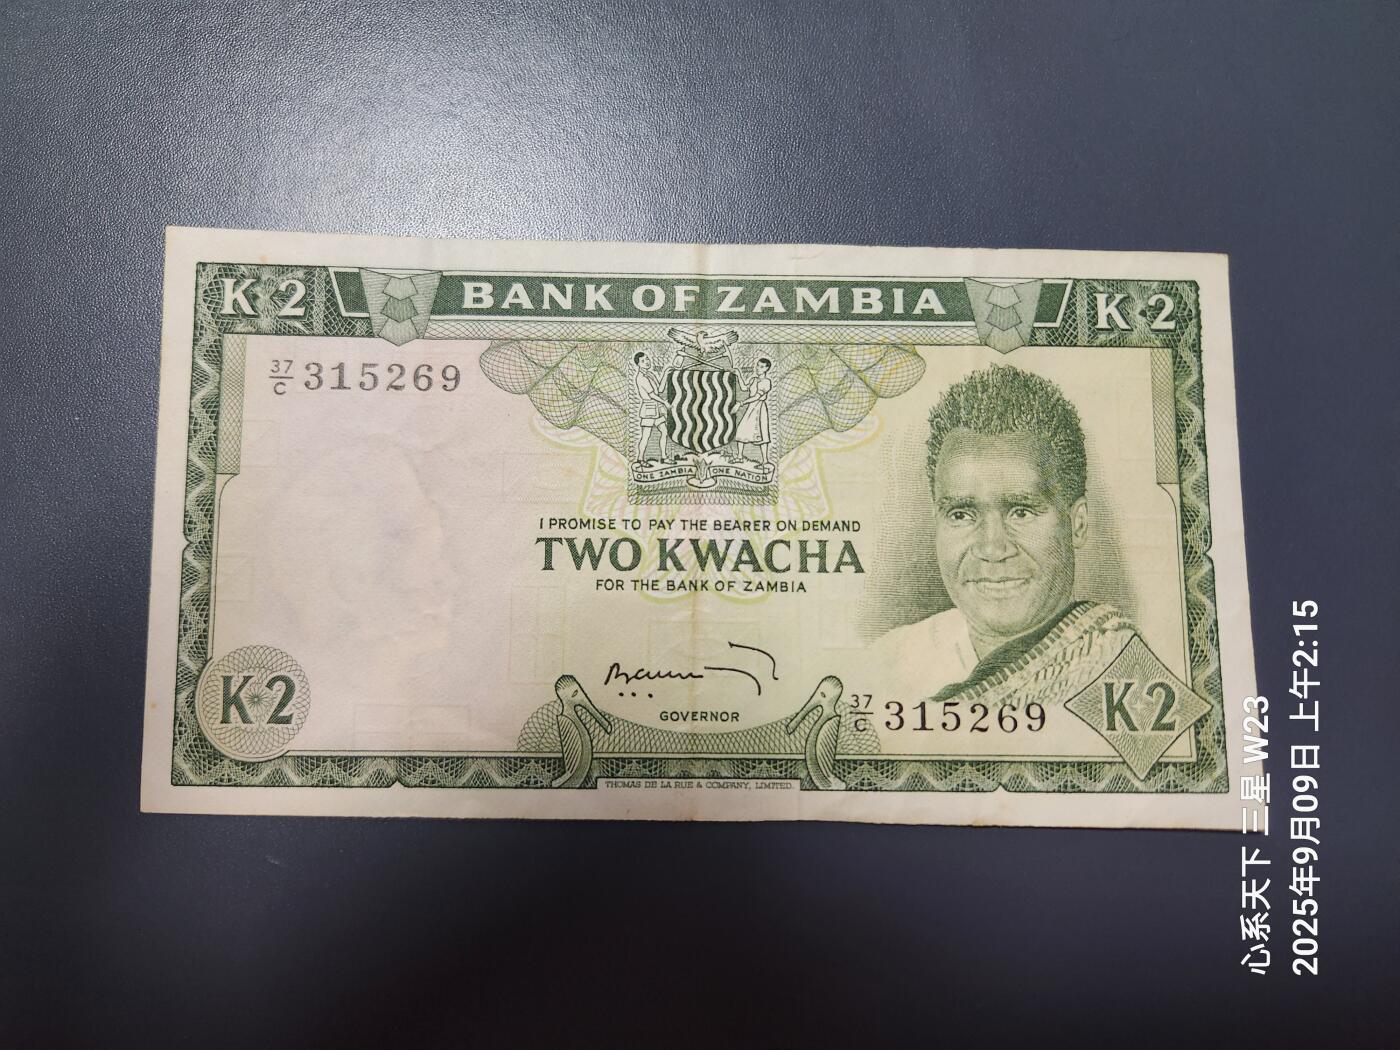 K 2
BANK OF ZAMBIA
K 2
37/C 315269
ONE ZAMBIA ONE NATION
I PROMISE TO PAY THE BEARER ON DEMAND
TWO KWACHA
FOR THE BANK OF ZAMBIA
K2
GOVERNOR
37/C 315269
K2
THOMAS DE LA RUE & COMPANY, LIMITED.
心系天下 三星 W23
2025年9月09日 上午2:15